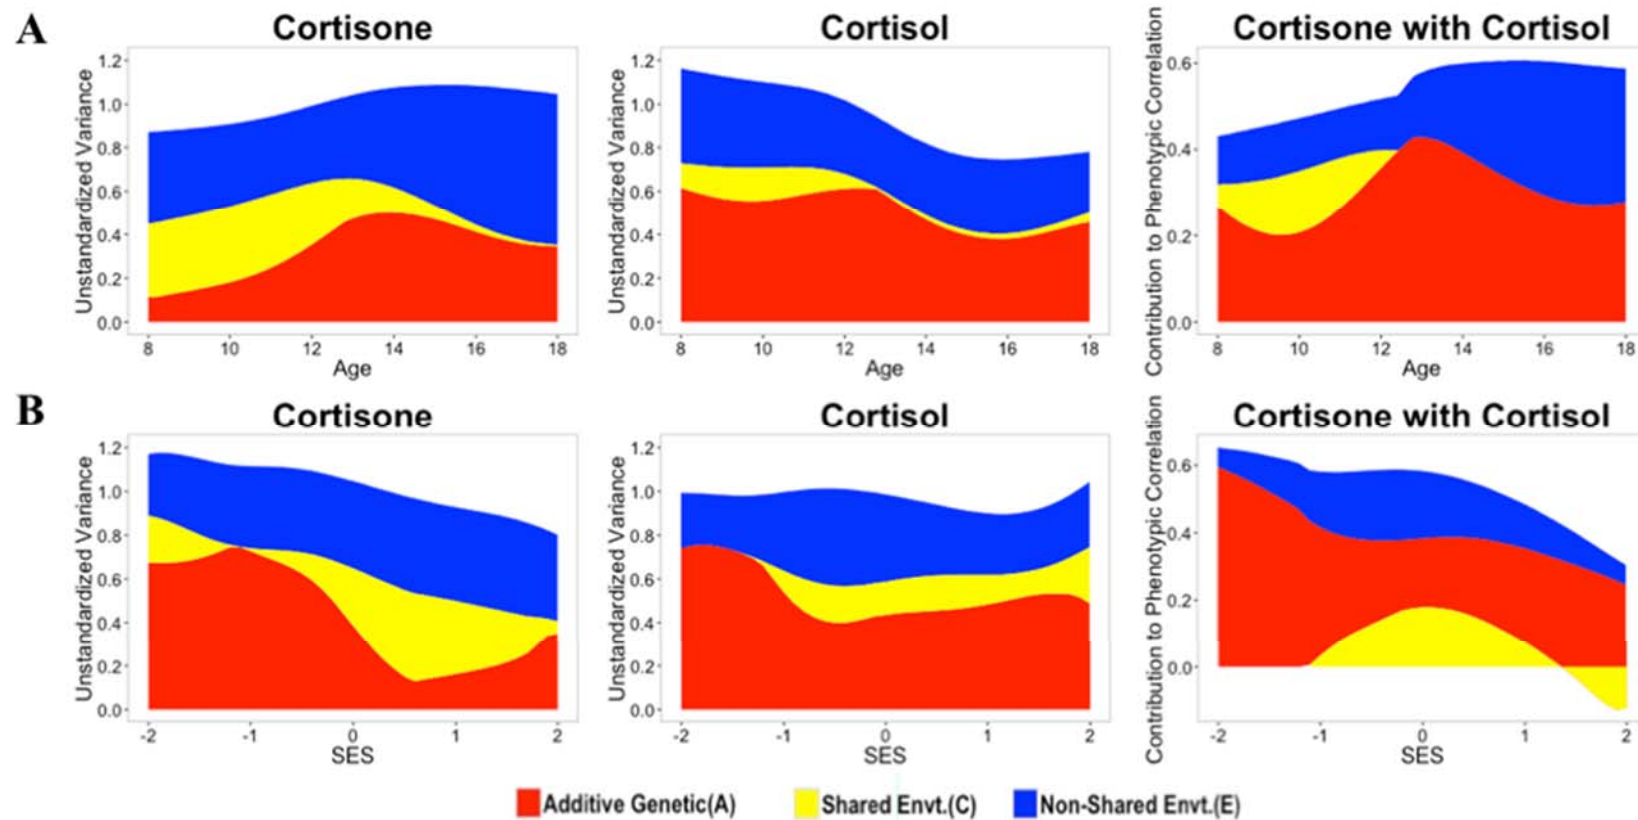 A
Cortisone
Cortisol
Cortisone with Cortisol
Unstandardized Variance
1.2
1.0
0.8
0.6
0.4
0.2
0.0
8 10 12 14 16 18
Age
Unstandardized Variance
1.2
1.0
0.8
0.6
0.4
0.2
0.0
8 10 12 14 16 18
Age
Contribution to Phenotypic Correlation
0.6
0.4
0.2
0.0
8 10 12 14 16 18
Age
B
Cortisone
Cortisol
Cortisone with Cortisol
Unstandardized Variance
1.2
1.0
0.8
0.6
0.4
0.2
0.0
-2 -1 0 1 2
SES
Unstandardized Variance
1.2
1.0
0.8
0.6
0.4
0.2
0.0
-2 -1 0 1 2
SES
Contribution to Phenotypic Correlation
0.6
0.4
0.2
0.0
-2 -1 0 1 2
SES
Additive Genetic(A) Shared Envt.(C) Non-Shared Envt.(E)